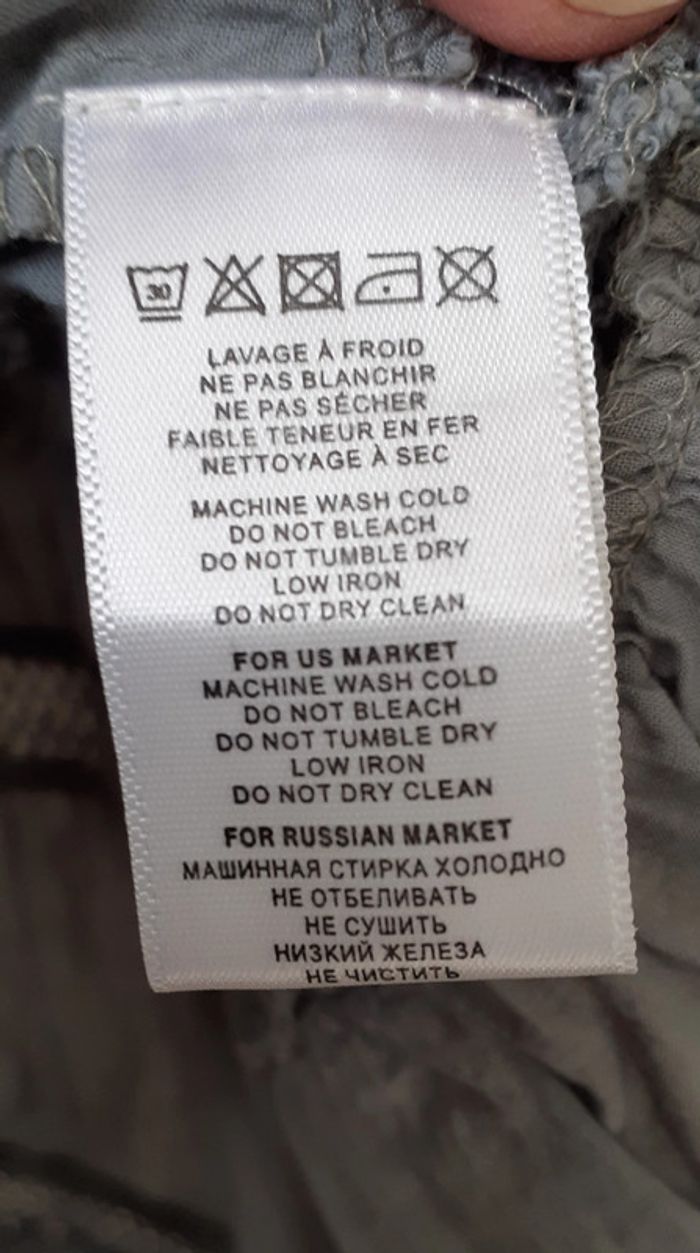 30
LAVAGE À FROID
NE PAS BLANCHIR
NE PAS SÉCHER
FAIBLE TENEUR EN FER
NETTOYAGE À SEC
MACHINE WASH COLD
DO NOT BLEACH
DO NOT TUMBLE DRY
LOW IRON
DO NOT DRY CLEAN
FOR US MARKET
MACHINE WASH COLD
DO NOT BLEACH
DO NOT TUMBLE DRY
LOW IRON
DO NOT DRY CLEAN
FOR RUSSIAN MARKET
МАШИННАЯ СТИРКА ХОЛОДНО
НЕ ОТБЕЛИВАТЬ
НЕ СУШИТЬ
НИЗКИЙ ЖЕЛЕЗА
НЕ ЧИСТИТЬ